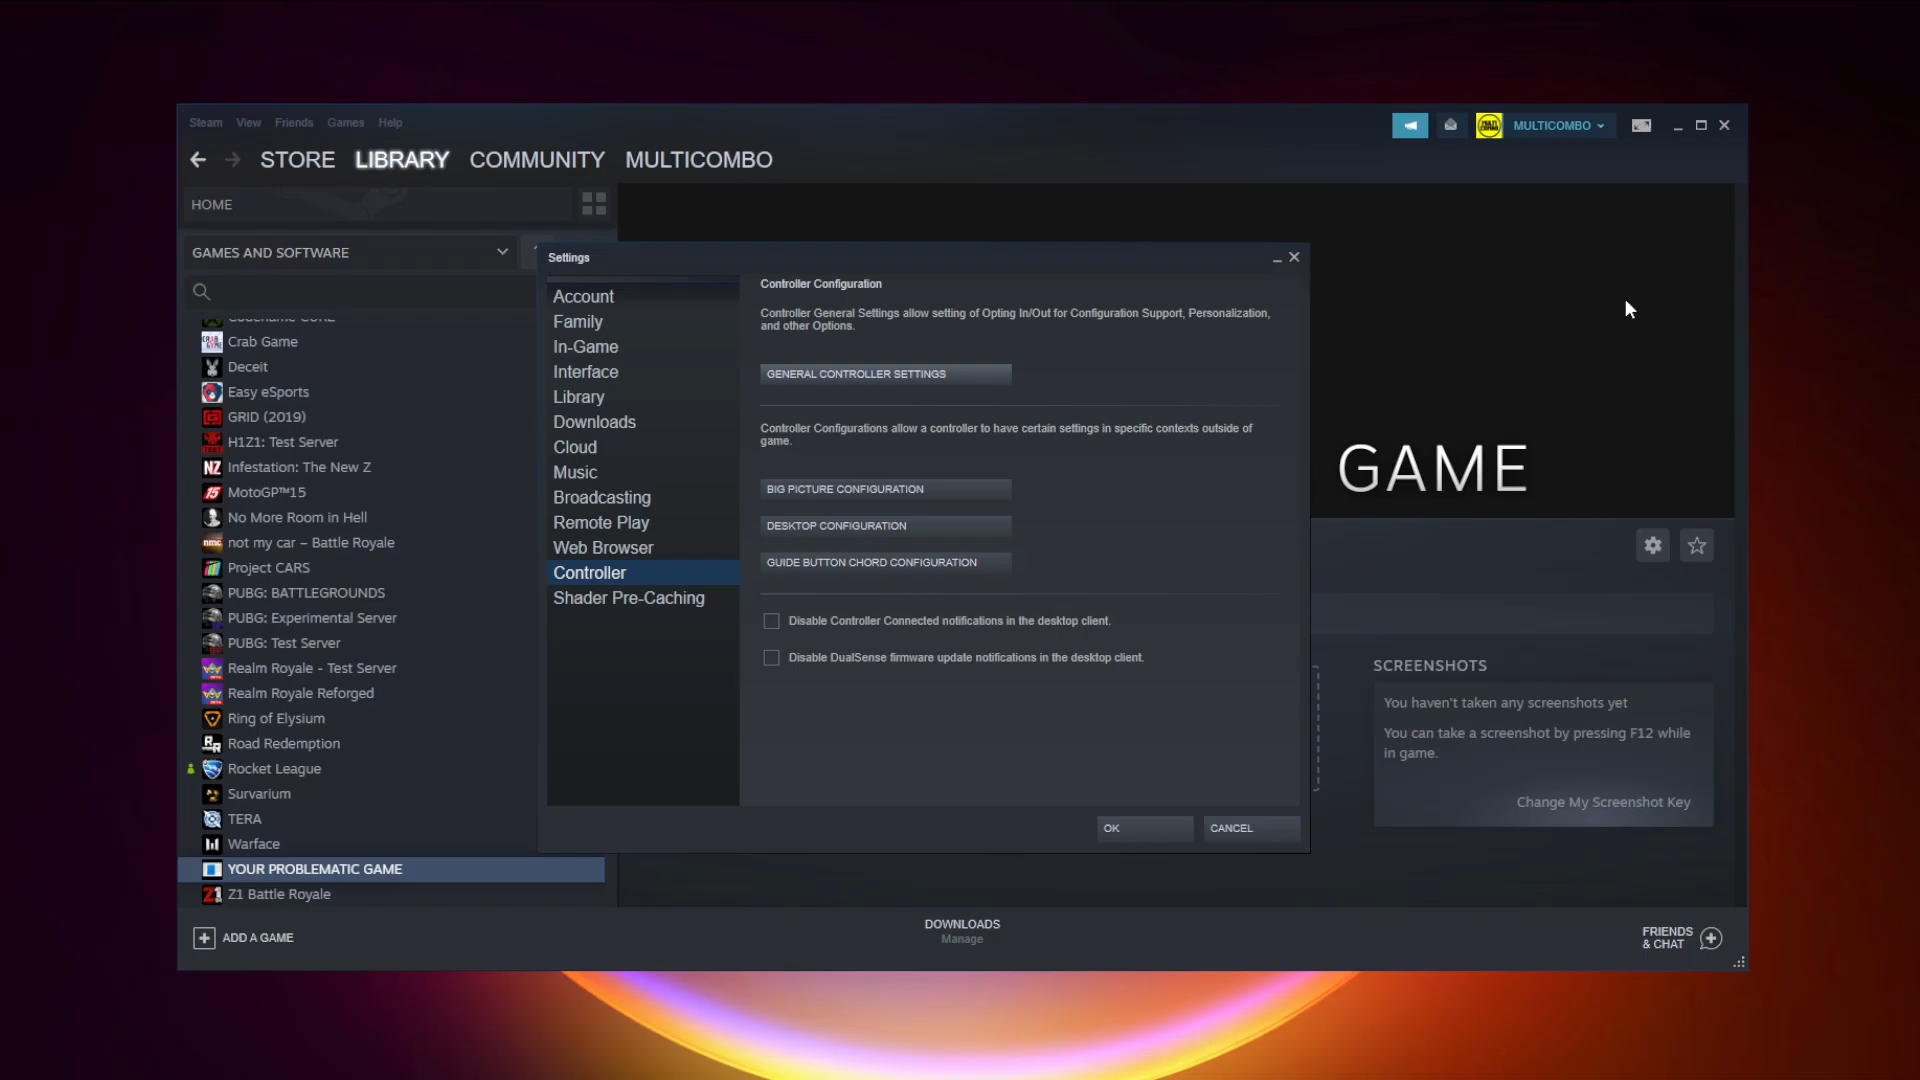 Steam View Friends Games Help
MULTICOMBO
STORE LIBRARY COMMUNITY MULTICOMBO
HOME
GAMES AND SOFTWARE
Crab Game
Deceit
Easy eSports
GRID (2019)
H1Z1: Test Server
Infestation: The New Z
MotoGP™15
No More Room in Hell
not my car – Battle Royale
Project CARS
PUBG: BATTLEGROUNDS
PUBG: Experimental Server
PUBG: Test Server
Realm Royale - Test Server
Realm Royale Reforged
Ring of Elysium
Road Redemption
Rocket League
Survarium
TERA
Warface
YOUR PROBLEMATIC GAME
Z1 Battle Royale
Settings
Account
Family
In-Game
Interface
Library
Downloads
Cloud
Music
Broadcasting
Remote Play
Web Browser
Controller
Shader Pre-Caching
Controller Configuration
Controller General Settings allow setting of Opting In/Out for Configuration Support, Personalization,
and other Options.
GENERAL CONTROLLER SETTINGS
Controller Configurations allow a controller to have certain settings in specific contexts outside of
game.
BIG PICTURE CONFIGURATION
DESKTOP CONFIGURATION
GUIDE BUTTON CHORD CONFIGURATION
Disable Controller Connected notifications in the desktop client.
Disable DualSense firmware update notifications in the desktop client.
OK CANCEL
GAME
SCREENSHOTS
You haven't taken any screenshots yet
You can take a screenshot by pressing F12 while
in game.
Change My Screenshot Key
ADD A GAME
DOWNLOADS
Manage
FRIENDS
& CHAT